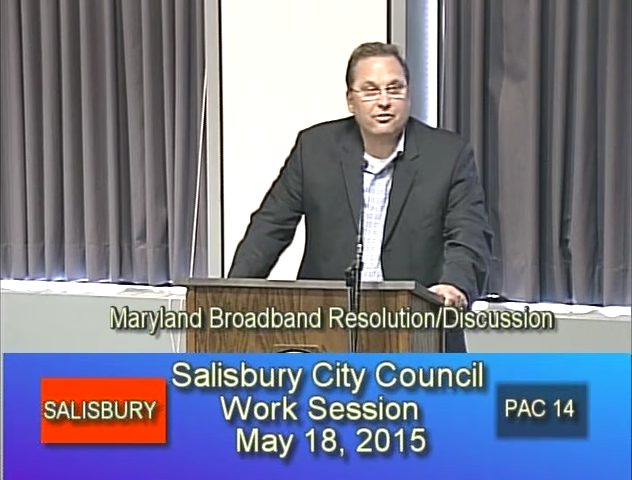 Maryland Broadband Resolution/Discussion
SALISBURY
Salisbury City Council
Work Session
May 18, 2015
PAC 14